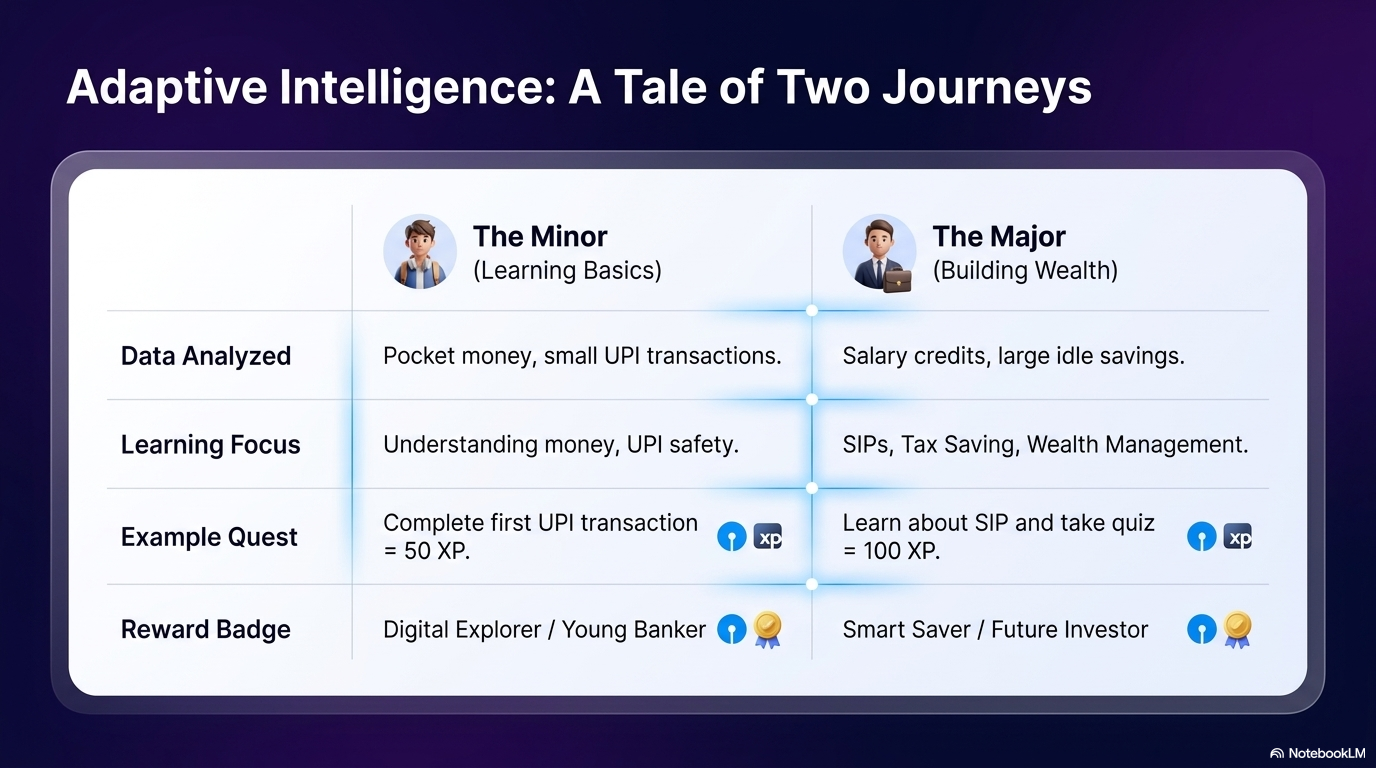 Adaptive Intelligence: A Tale of Two Journeys
The Minor
(Learning Basics)
The Major
(Building Wealth)
Data Analyzed
Pocket money, small UPI transactions.
Salary credits, large idle savings.
Learning Focus
Understanding money, UPI safety.
SIPs, Tax Saving, Wealth Management.
Example Quest
Complete first UPI transaction
= 50 XP.
xp
Learn about SIP and take quiz
= 100 XP.
xp
Reward Badge
Digital Explorer / Young Banker
Smart Saver / Future Investor
NotebookLM